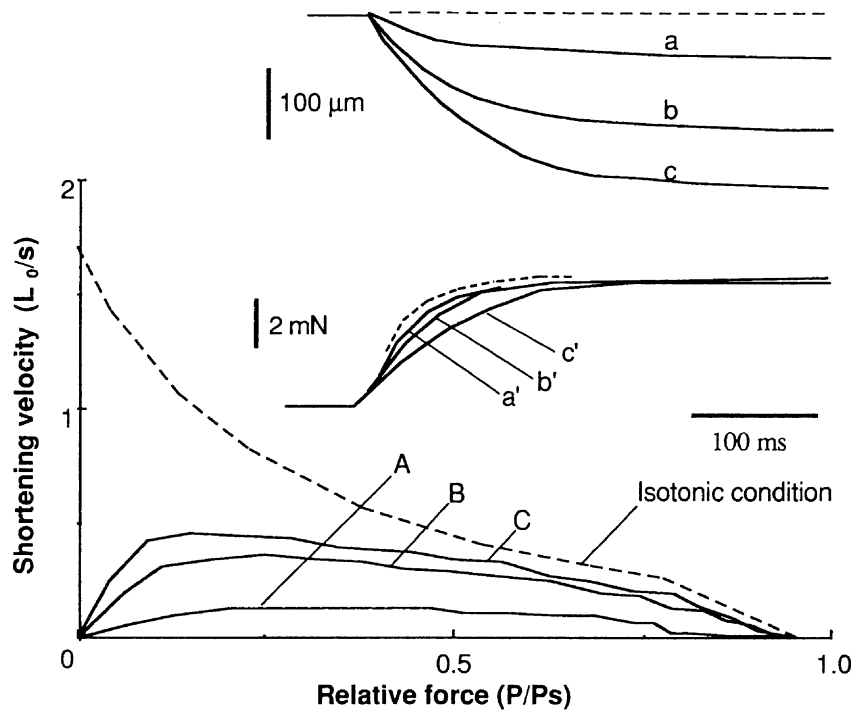 a
100 μm
b
c
2
2 mN
c'
b'
a'
1
100 ms
A
B
C
Isotonic condition
0
0.5
1.0
Shortening velocity (L₀/s)
Relative force (P/Ps)